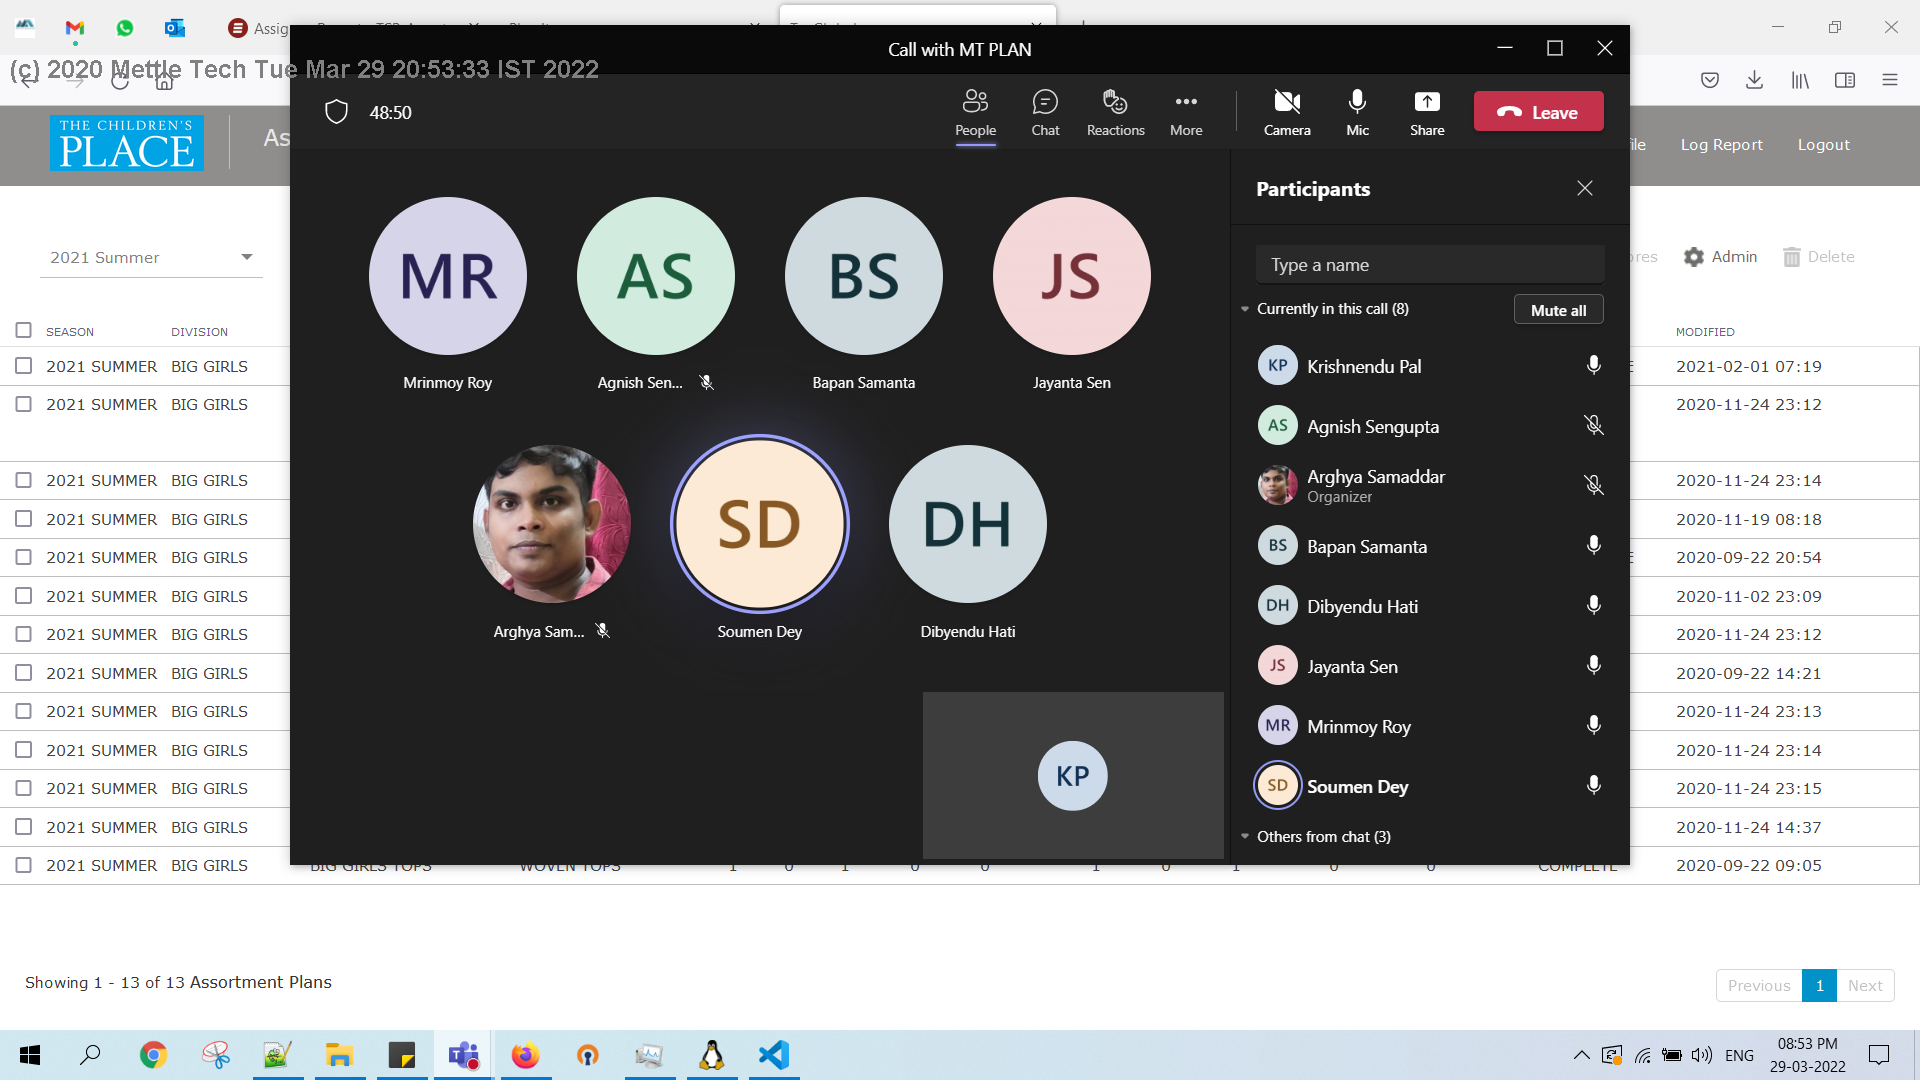 Assig
Call with MT PLAN
(c) 2020 Mettle Tech Tue Mar 29 20:53:33 IST 2022
48:50
People
Chat
Reactions
More
Camera
Mic
Share
Leave
THE CHILDREN'S
PLACE
As
ile
Log Report
Logout
Participants
MR
AS
BS
JS
Type a name
2021 Summer
ores
Admin
Delete
Currently in this call (8)
Mute all
SEASON DIVISION MODIFIED
2021 SUMMER BIG GIRLS 2021-02-01 07:19
KP Krishnendu Pal
Mrinmoy Roy
Agnish Sen...
Bapan Samanta
Jayanta Sen
2021 SUMMER BIG GIRLS 2020-11-24 23:12
AS Agnish Sengupta
2021 SUMMER BIG GIRLS 2020-11-24 23:14
Arghya Samaddar
Organizer
2021 SUMMER BIG GIRLS 2020-11-19 08:18
SD
DH
BS Bapan Samanta
2021 SUMMER BIG GIRLS 2020-09-22 20:54
2021 SUMMER BIG GIRLS 2020-11-02 23:09
DH Dibyendu Hati
Arghya Sam...
Soumen Dey
Dibyendu Hati
2021 SUMMER BIG GIRLS 2020-11-24 23:12
JS Jayanta Sen
2021 SUMMER BIG GIRLS 2020-09-22 14:21
2021 SUMMER BIG GIRLS 2020-11-24 23:13
MR Mrinmoy Roy
2021 SUMMER BIG GIRLS 2020-11-24 23:14
KP
SD Soumen Dey
2021 SUMMER BIG GIRLS 2020-11-24 23:15
2021 SUMMER BIG GIRLS 2020-11-24 14:37
Others from chat (3)
2021 SUMMER BIG GIRLS BIG GIRLS TOPS WOVEN TOPS 1 0 1 0 0 1 0 1 0 0 COMPLETE 2020-09-22 09:05
Showing 1 - 13 of 13 Assortment Plans
Previous 1 Next
ENG
08:53 PM
29-03-2022